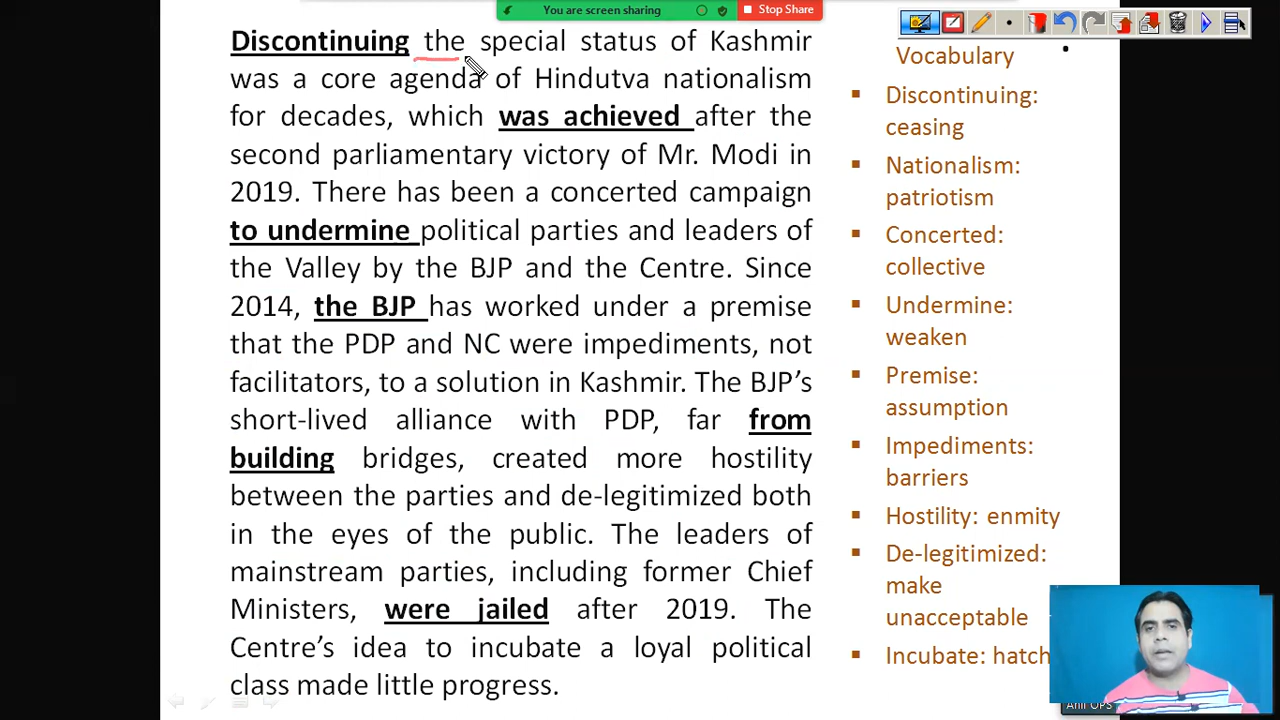 You are screen sharing
Stop Share
Discontinuing the special status of Kashmir
was a core agenda of Hindutva nationalism
for decades, which was achieved after the
second parliamentary victory of Mr. Modi in
2019. There has been a concerted campaign
to undermine political parties and leaders of
the Valley by the BJP and the Centre. Since
2014, the BJP has worked under a premise
that the PDP and NC were impediments, not
facilitators, to a solution in Kashmir. The BJP’s
short-lived alliance with PDP, far from
building bridges, created more hostility
between the parties and de-legitimized both
in the eyes of the public. The leaders of
mainstream parties, including former Chief
Ministers, were jailed after 2019. The
Centre’s idea to incubate a loyal political
class made little progress.
Vocabulary
Discontinuing:
ceasing
Nationalism:
patriotism
Concerted:
collective
Undermine:
weaken
Premise:
assumption
Impediments:
barriers
Hostility: enmity
De-legitimized:
make
unacceptable
Incubate: hatch
Anil OPS